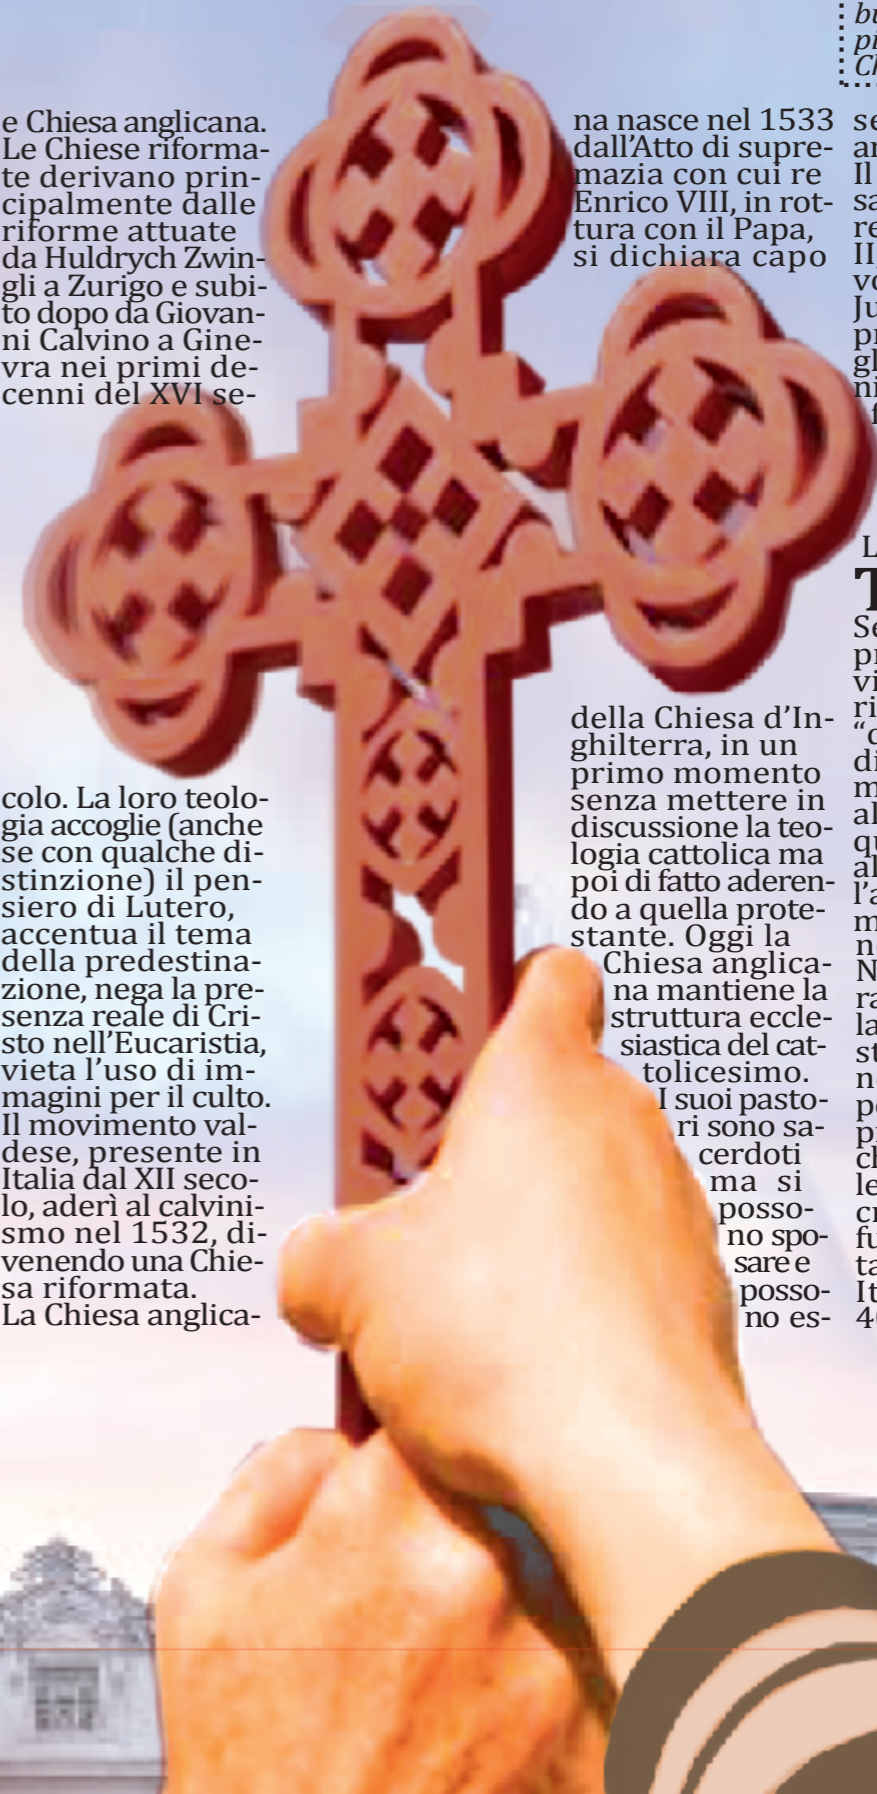 e Chiesa anglicana.
Le Chiese riforma-
te derivano prin-
cipalmente dalle
riforme attuate
da Huldrych Zwin-
gli a Zurigo e subi-
to dopo da Giovan-
ni Calvino a Gine-
vra nei primi de-
cenni del XVI se-
colo. La loro teolo-
gia accoglie (anche
se con qualche di-
stinzione) il pen-
siero di Lutero,
accentua il tema
della predestina-
zione, nega la pre-
senza reale di Cri-
sto nell'Eucaristia,
vieta l'uso di im-
magini per il culto.
Il movimento val-
dese, presente in
Italia dal XII seco-
lo, aderì al calvini-
smo nel 1532, di-
venendo una Chie-
sa riformata.
La Chiesa anglica-
na nasce nel 1533
dall'Atto di supre-
mazia con cui re
Enrico VIII, in rot-
tura con il Papa,
si dichiara capo
della Chiesa d'In-
ghilterra, in un
primo momento
senza mettere in
discussione la teo-
logia cattolica ma
poi di fatto aderen-
do a quella prote-
stante. Oggi la
Chiesa anglica-
na mantiene la
struttura eccle-
siastica del cat-
tolicesimo.
I suoi pasto-
ri sono sa-
cerdoti
ma si
posso-
no spo-
sare e
posso-
no es-